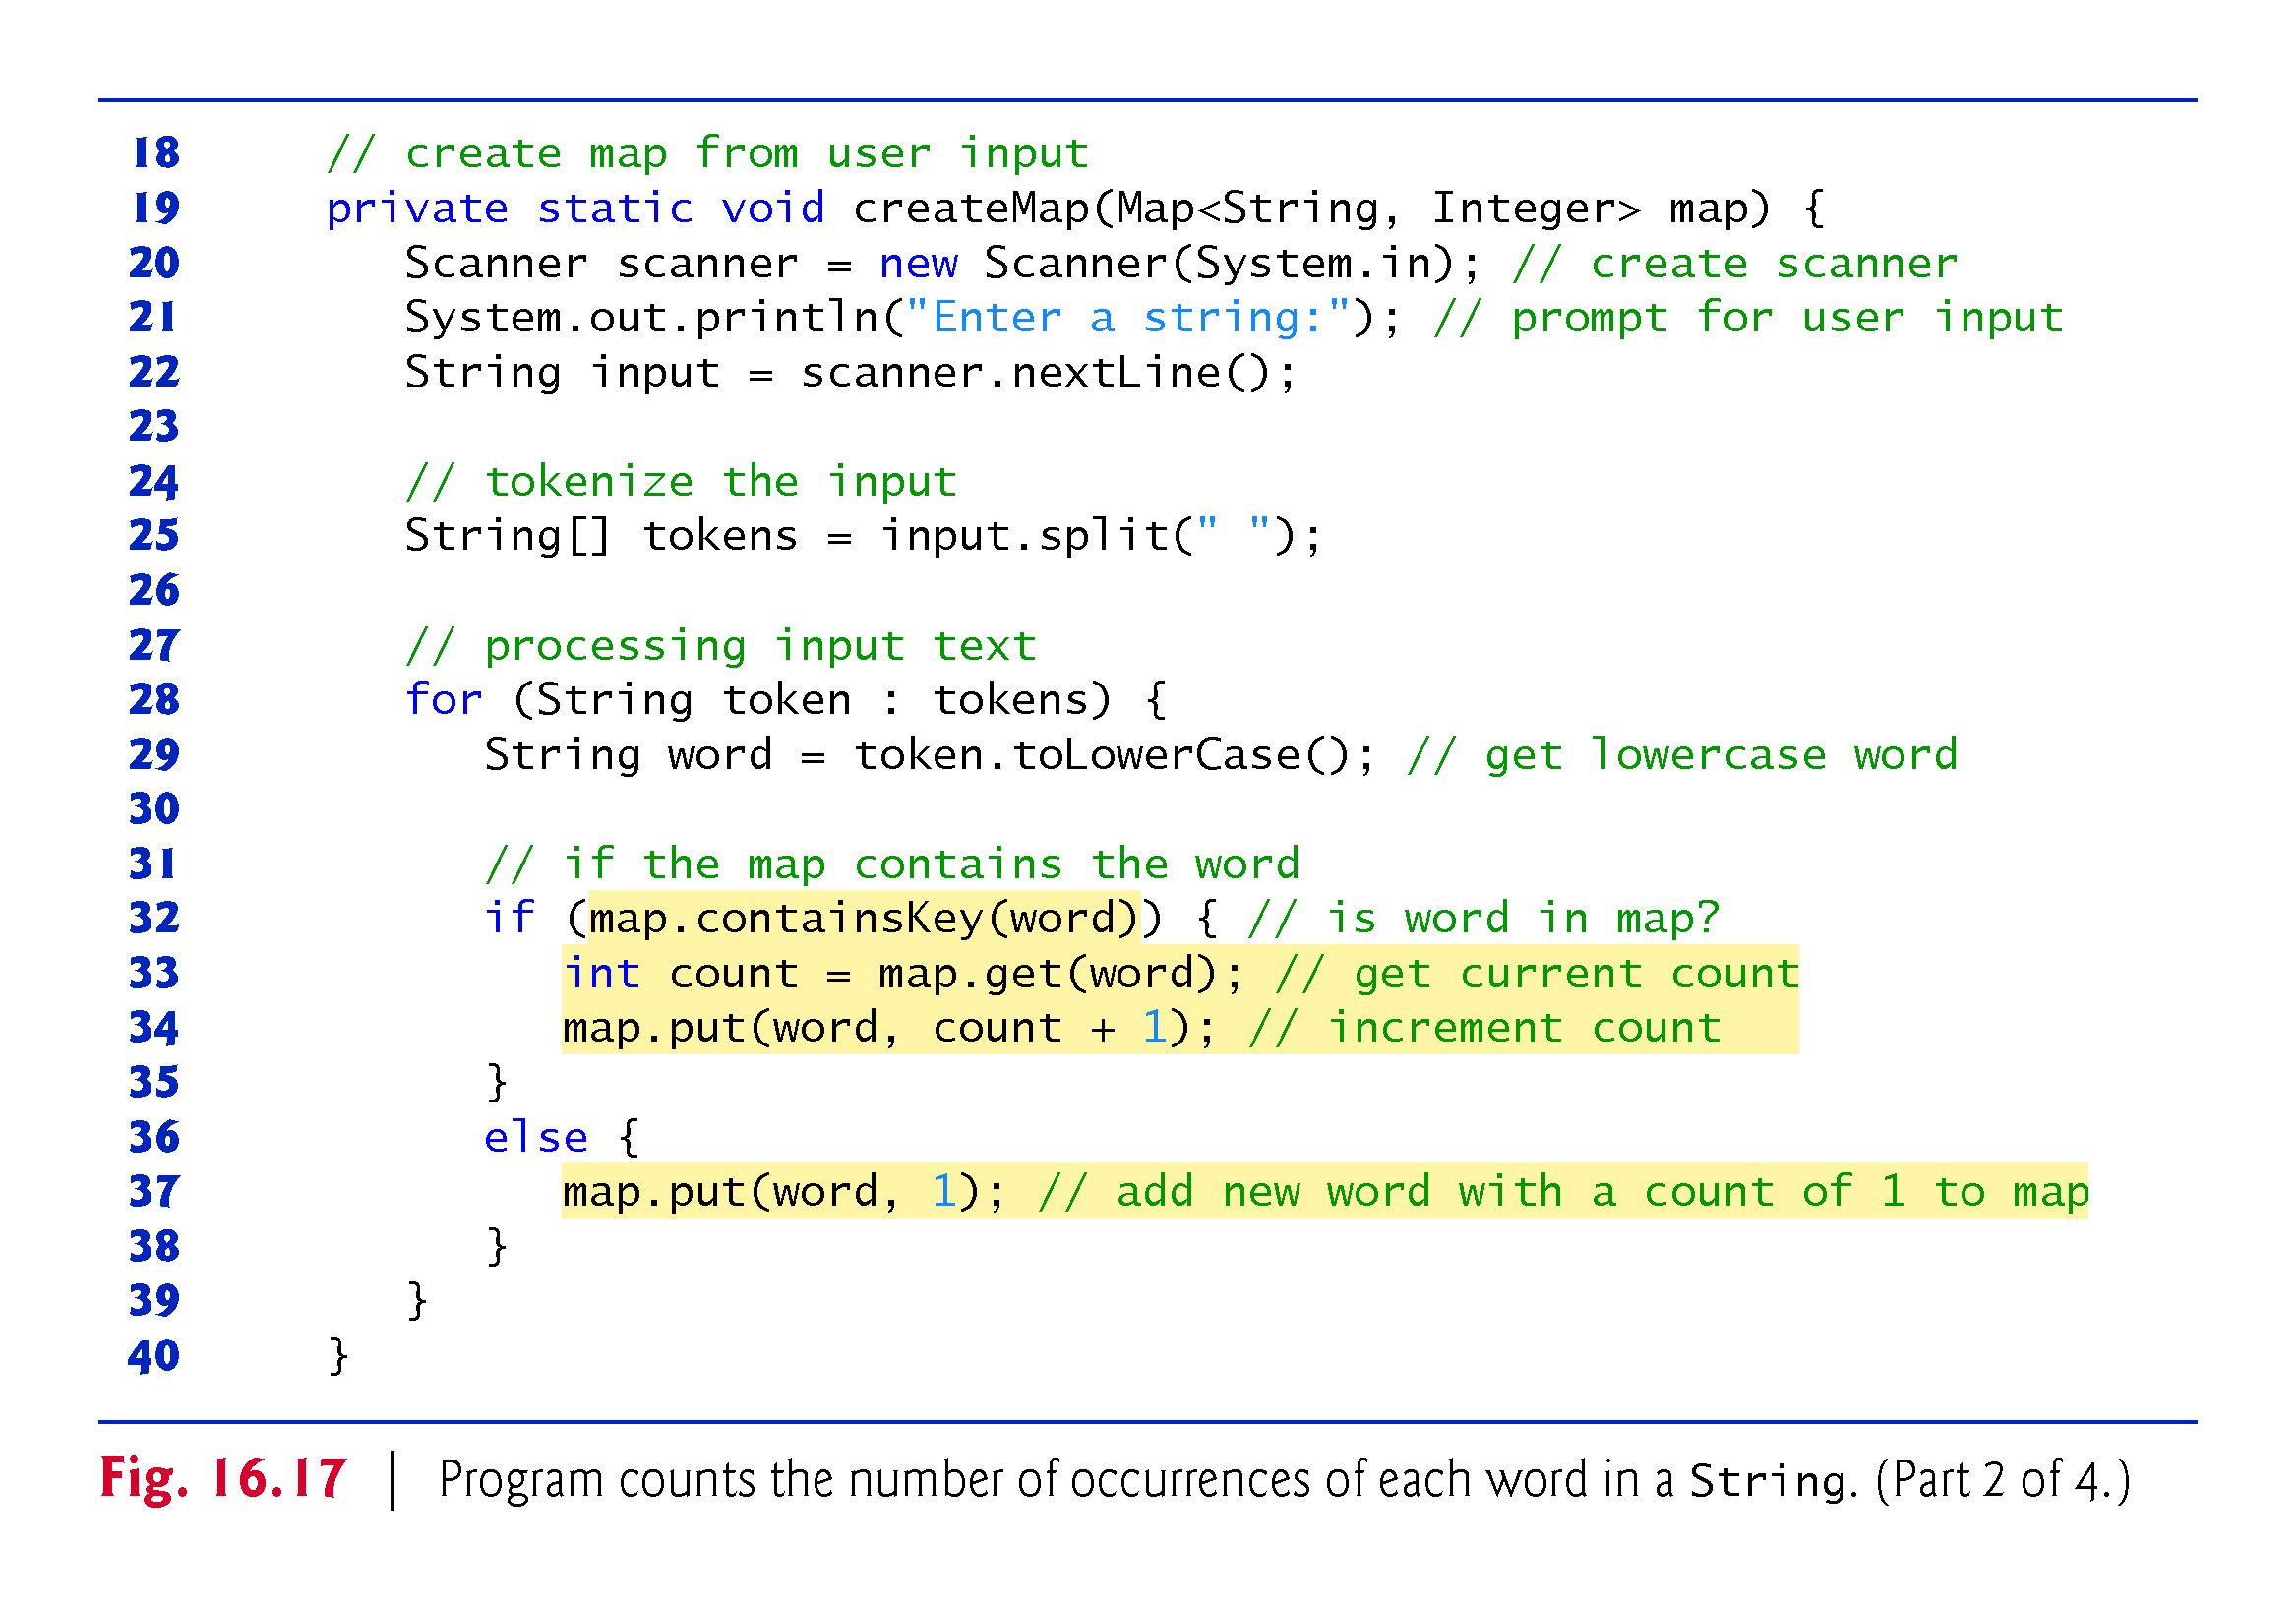 18 // create map from user input
19 private static void createMap(Map<String, Integer> map) {
20 Scanner scanner = new Scanner(System.in); // create scanner
21 System.out.println("Enter a string:"); // prompt for user input
22 String input = scanner.nextLine();
23
24 // tokenize the input
25 String[] tokens = input.split(" ");
26
27 // processing input text
28 for (String token : tokens) {
29 String word = token.toLowerCase(); // get lowercase word
30
31 // if the map contains the word
32 if (map.containsKey(word)) { // is word in map?
33 int count = map.get(word); // get current count
34 map.put(word, count + 1); // increment count
35 }
36 else {
37 map.put(word, 1); // add new word with a count of 1 to map
38 }
39 }
40 }
Fig. 16.17 | Program counts the number of occurrences of each word in a String. (Part 2 of 4.)